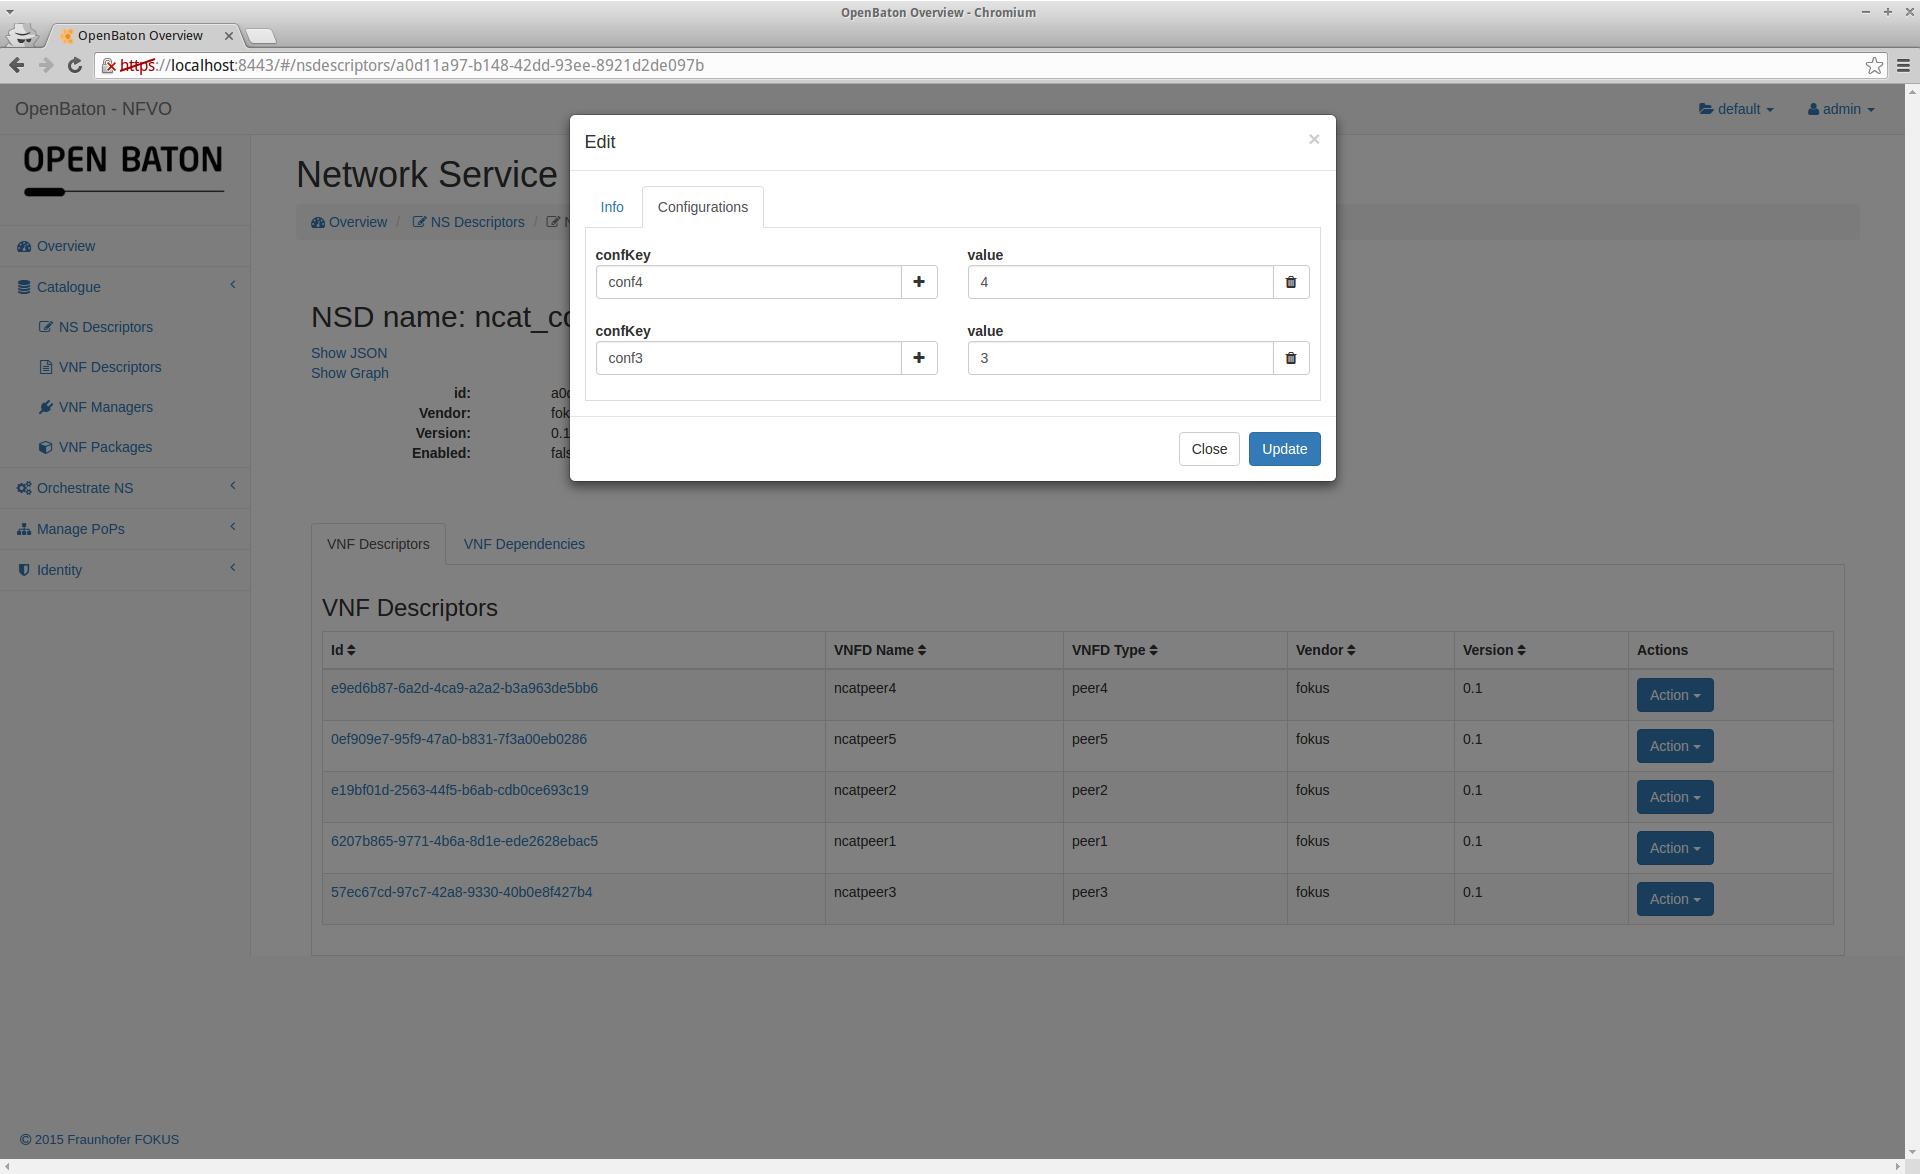 OpenBaton Overview - Chromium
OpenBaton Overview
https://localhost:8443/#/nsdescriptors/a0d11a97-b148-42dd-93ee-8921d2de097b
OpenBaton - NFVO
default
admin
OPEN BATON
Overview
Catalogue
NS Descriptors
VNF Descriptors
VNF Managers
VNF Packages
Orchestrate NS
Manage PoPs
Identity
Network Service
Overview / NS Descriptors /
NSD name:
Show JSON
Show Graph
id:
Vendor:
Version: 0.1
Enabled:
Edit
Info Configurations
confKey value
conf4 4
confKey value
conf3 3
Close Update
VNF Descriptors VNF Dependencies
VNF Descriptors
Id VNFD Name VNFD Type Vendor Version Actions
e9ed6b87-6a2d-4ca9-a2a2-b3a963de5bb6 ncatpeer4 peer4 fokus 0.1 Action
0ef909e7-95f9-47a0-b831-7f3a00eb0286 ncatpeer5 peer5 fokus 0.1 Action
e19bf01d-2563-44f5-b6ab-cdb0ce693c19 ncatpeer2 peer2 fokus 0.1 Action
6207b865-9771-4b6a-8d1e-ede2628ebac5 ncatpeer1 peer1 fokus 0.1 Action
57ec67cd-97c7-42a8-9330-40b0e8f427b4 ncatpeer3 peer3 fokus 0.1 Action
© 2015 Fraunhofer FOKUS